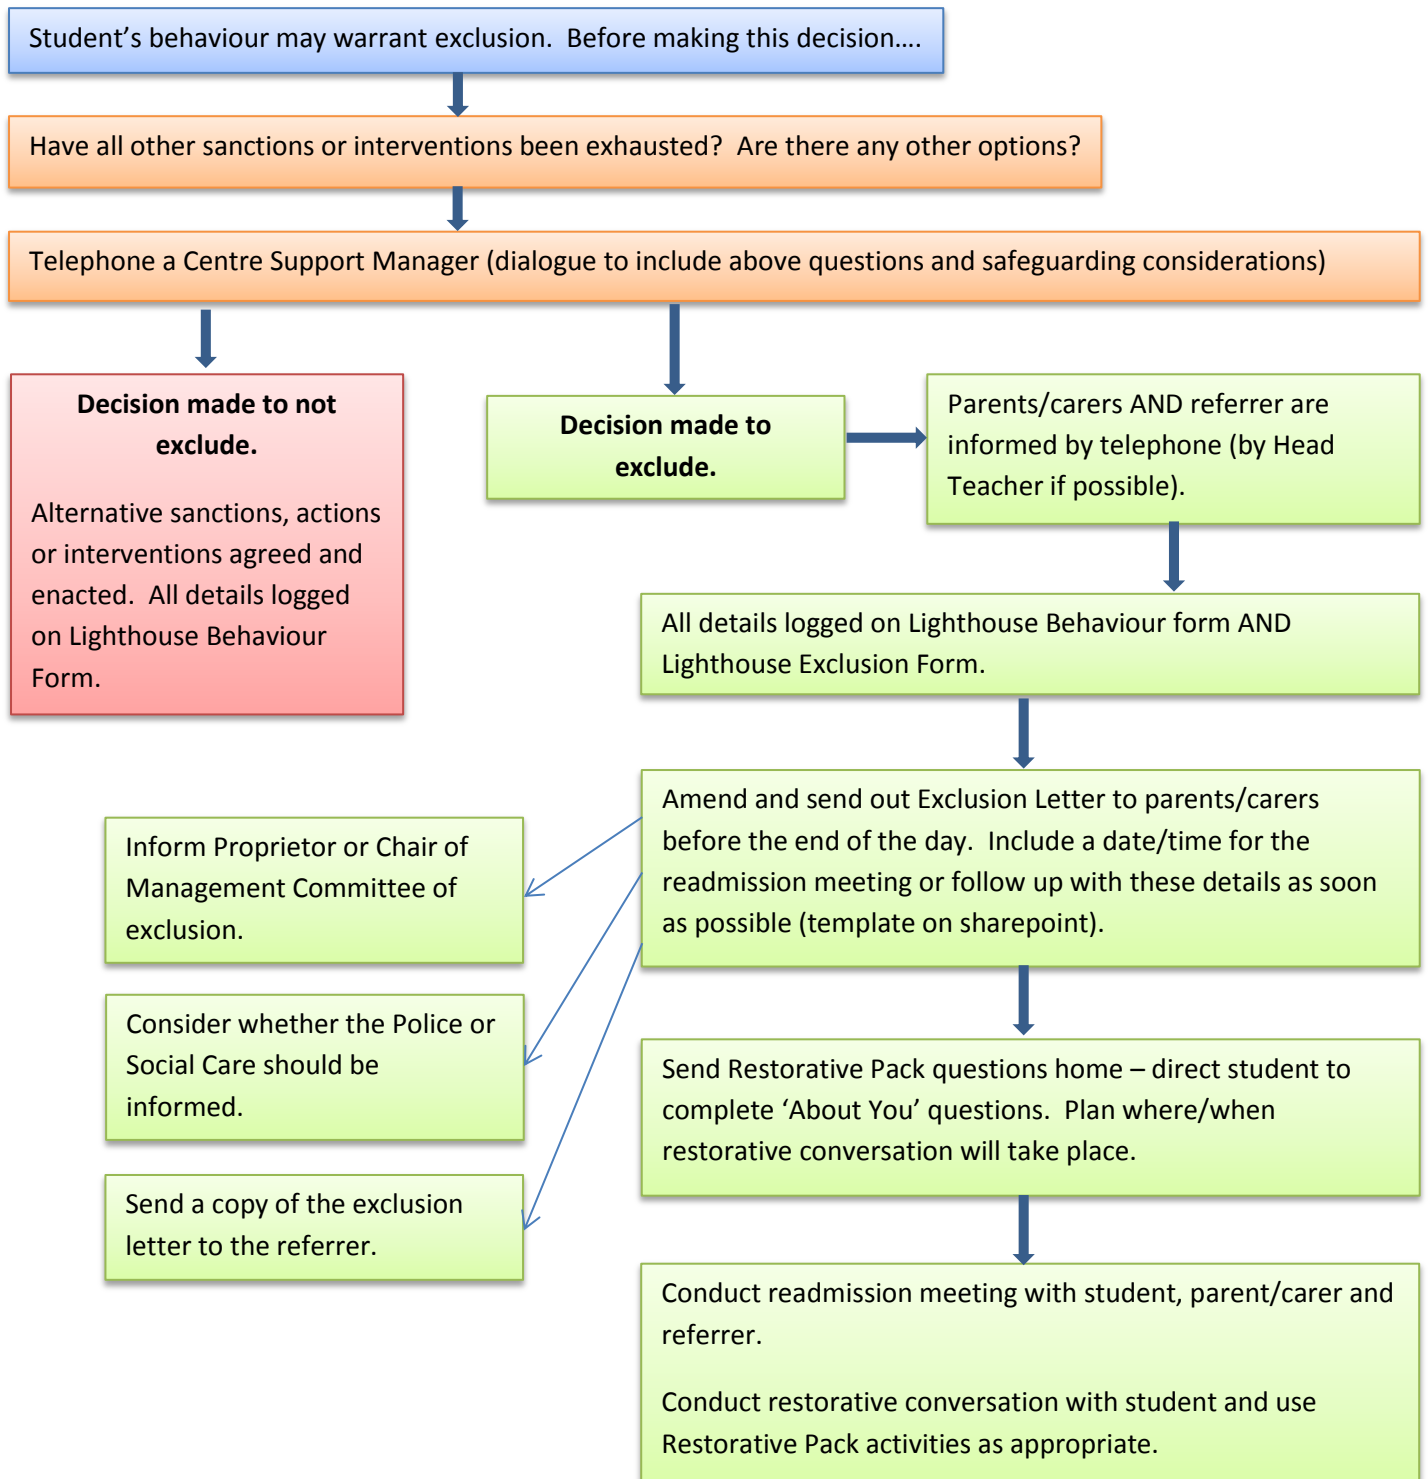 Student’s behaviour may warrant exclusion.  Before making this decision….
Have all other sanctions or interventions been exhausted?  Are there any other options?
Telephone a Centre Support Manager (dialogue to include above questions and safeguarding considerations)
Decision made to not
exclude.
Alternative sanctions, actions
or interventions agreed and
enacted.  All details logged
on Lighthouse Behaviour
Form.
Decision made to
exclude.
Parents/carers AND referrer are
informed by telephone (by Head
Teacher if possible).
All details logged on Lighthouse Behaviour form AND
Lighthouse Exclusion Form.
Amend and send out Exclusion Letter to parents/carers
before the end of the day.  Include a date/time for the
readmission meeting or follow up with these details as soon
as possible (template on sharepoint).
Inform Proprietor or Chair of
Management Committee of
exclusion.
Consider whether the Police or
Social Care should be
informed.
Send a copy of the exclusion
letter to the referrer.
Send Restorative Pack questions home – direct student to
complete ‘About You’ questions.  Plan where/when
restorative conversation will take place.
Conduct readmission meeting with student, parent/carer and
referrer.
Conduct restorative conversation with student and use
Restorative Pack activities as appropriate.